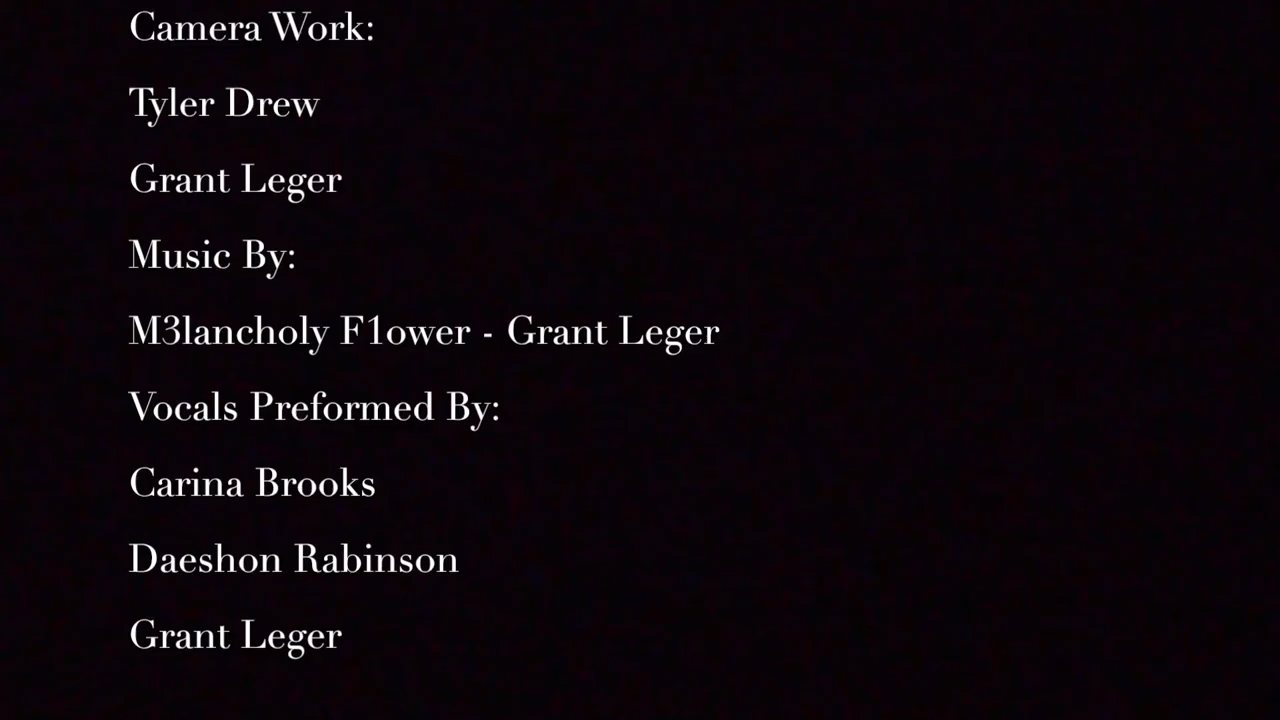 Camera Work:
Tyler Drew
Grant Leger
Music By:
M3lancholy F1ower - Grant Leger
Vocals Preformed By:
Carina Brooks
Daeshon Rabinson
Grant Leger